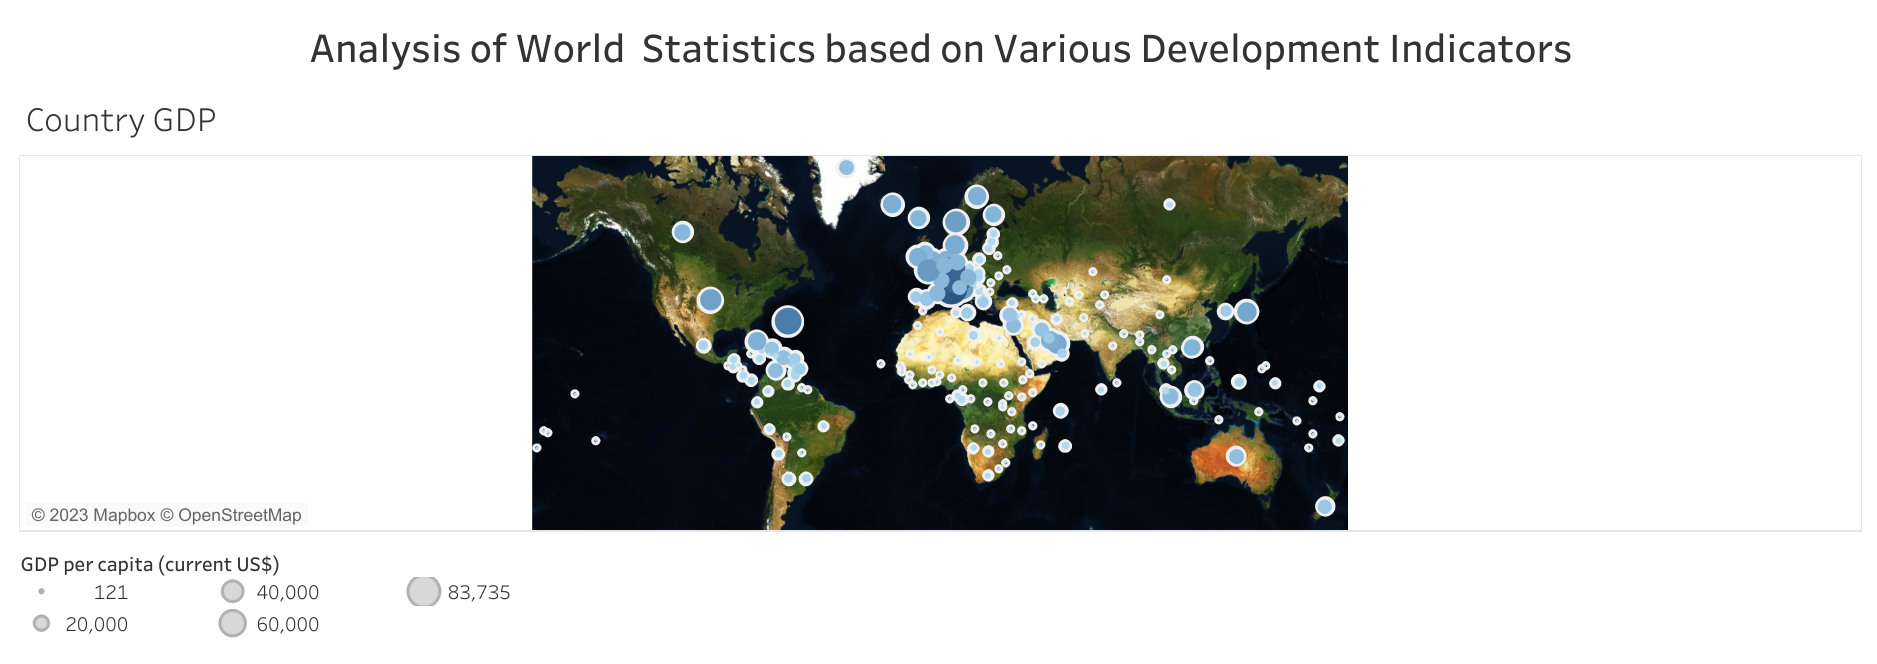 Analysis of World  Statistics based on Various Development Indicators
Country GDP
© 2023 Mapbox © OpenStreetMap
GDP per capita (current US$)
121 40,000 83,735
20,000 60,000